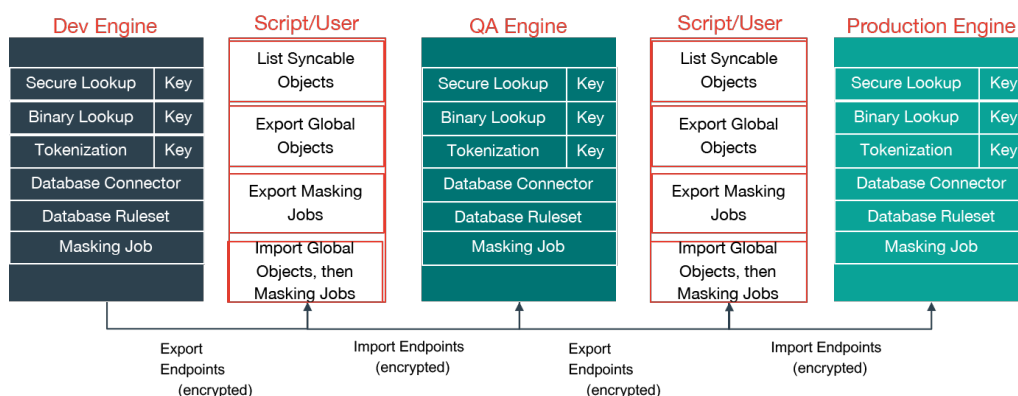 Dev Engine
Secure Lookup Key
Binary Lookup Key
Tokenization Key
Database Connector
Database Ruleset
Masking Job
Script/User
List Syncable
Objects
Export Global
Objects
Export Masking
Jobs
Import Global
Objects, then
Masking Jobs
QA Engine
Secure Lookup Key
Binary Lookup Key
Tokenization Key
Database Connector
Database Ruleset
Masking Job
Script/User
List Syncable
Objects
Export Global
Objects
Export Masking
Jobs
Import Global
Objects, then
Masking Jobs
Production Engine
Secure Lookup Key
Binary Lookup Key
Tokenization Key
Database Connector
Database Ruleset
Masking Job
Export
Endpoints
(encrypted)
Import Endpoints
(encrypted)
Export
Endpoints
(encrypted)
Import Endpoints
(encrypted)